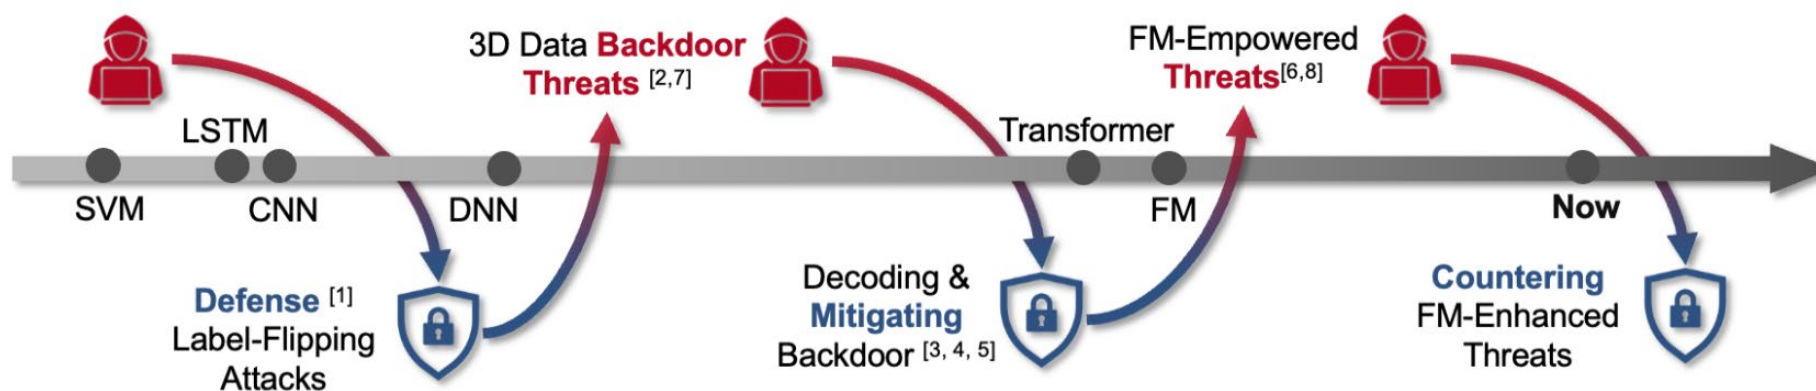 3D Data Backdoor
Threats [2,7]
FM-Empowered
Threats[6,8]
LSTM
Transformer
SVM
CNN
DNN
FM
Now
Defense [1]
Label-Flipping
Attacks
Decoding &
Mitigating
Backdoor [3, 4, 5]
Countering
FM-Enhanced
Threats